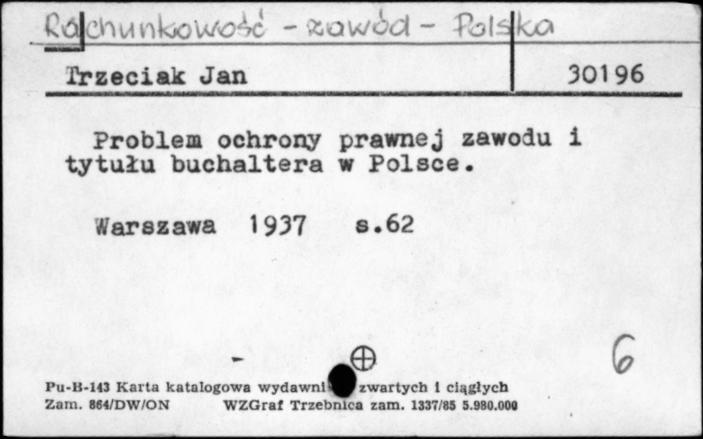 Rachunkowość - zawód - Polska
Trzeciak Jan 30196
Problem ochrony prawnej zawodu i
tytułu buchaltera w Polsce.
Warszawa 1937 s.62
6
Pu-B-143 Karta katalogowa wydawni zwartych i ciągłych
Zam. 864/DW/ON WZGraf Trzebnica zam. 1337/85 5.980.000